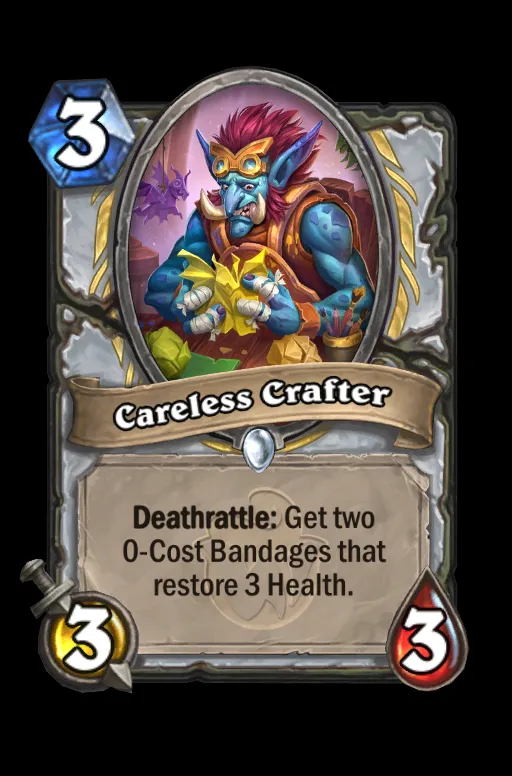 3
Careless Crafter
Deathrattle: Get two
0-Cost Bandages that
restore 3 Health.
3
3